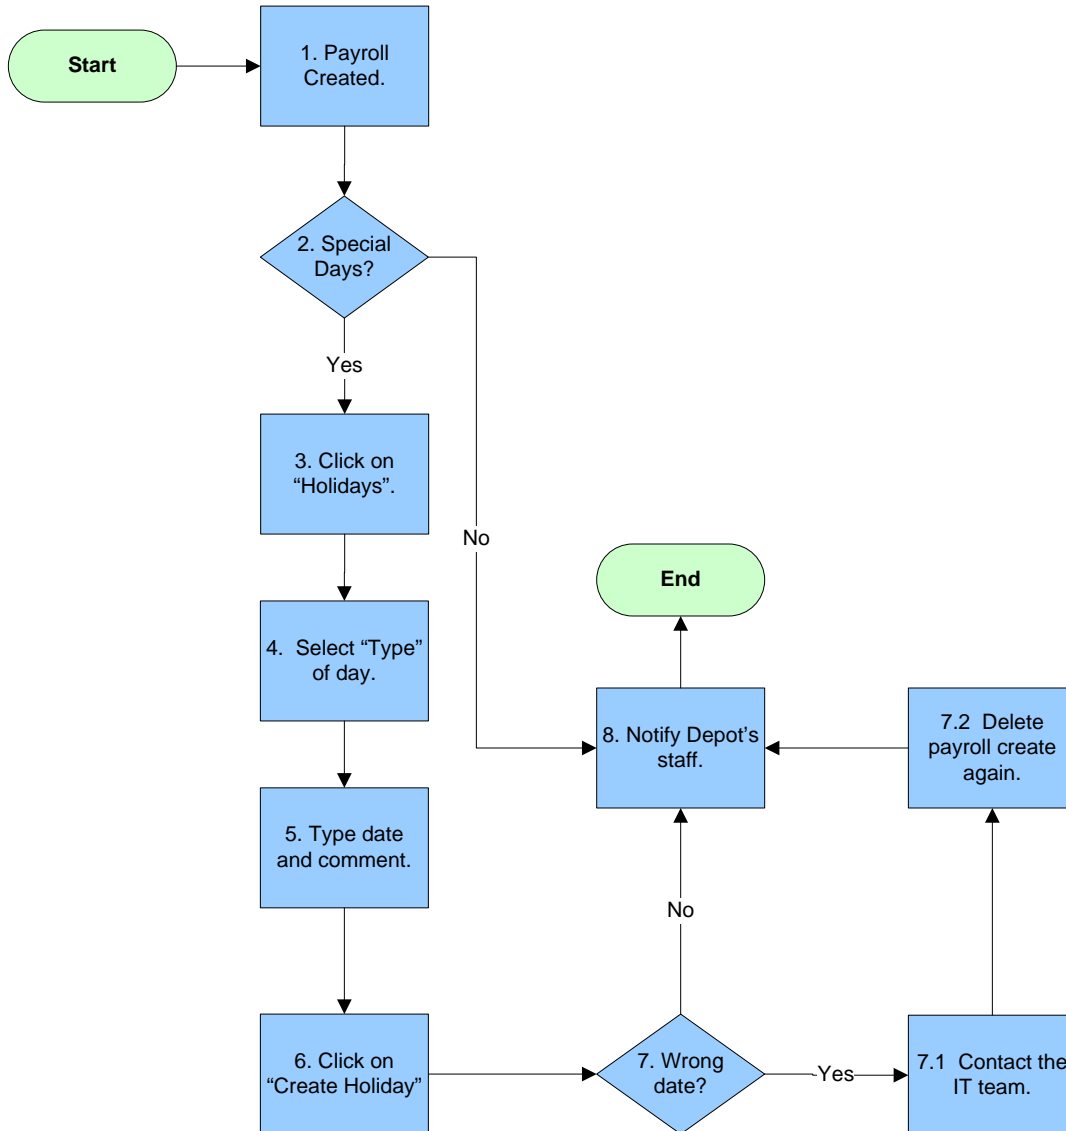 Start
1. Payroll
Created.
2. Special
Days?
Yes
3. Click on
“Holidays”.
No
4.  Select “Type”
of day.
5. Type date
and comment.
6. Click on
“Create Holiday”
7. Wrong
date?
Yes
7.1  Contact the
IT team.
7.2  Delete
payroll create
again.
No
8. Notify Depot’s
staff.
End